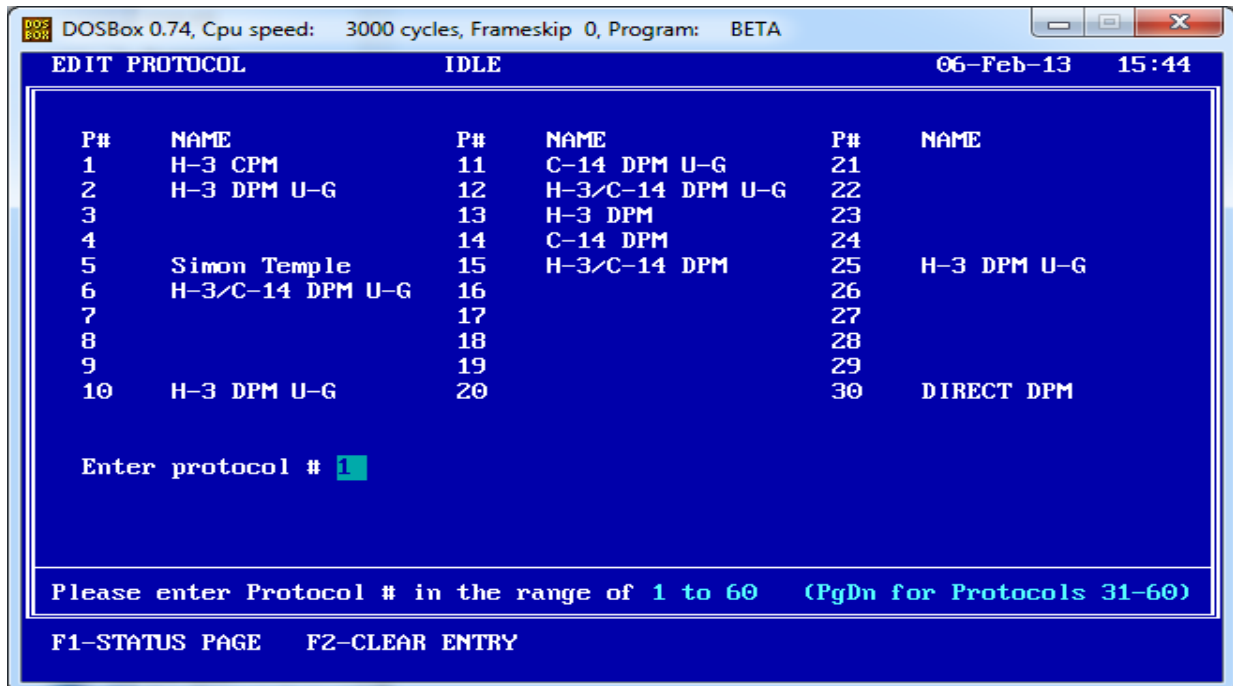 DOS BOX DOSBox 0.74, Cpu speed: 3000 cycles, Frameskip 0, Program: BETA
EDIT PROTOCOL IDLE 06-Feb-13 15:44
P# NAME P# NAME P# NAME
1 H-3 CPM 11 C-14 DPM U-G 21
2 H-3 DPM U-G 12 H-3/C-14 DPM U-G 22
3 13 H-3 DPM 23
4 14 C-14 DPM 24
5 Simon Temple 15 H-3/C-14 DPM 25 H-3 DPM U-G
6 H-3/C-14 DPM U-G 16 26
7 17 27
8 18 28
9 19 29
10 H-3 DPM U-G 20 30 DIRECT DPM
Enter protocol # 1
Please enter Protocol # in the range of 1 to 60 (PgDn for Protocols 31-60)
F1-STATUS PAGE F2-CLEAR ENTRY